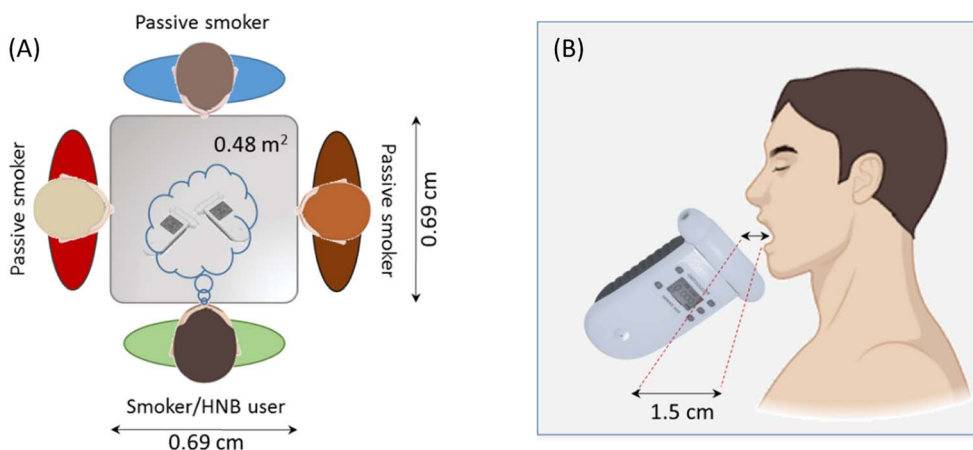 (A)
Passive smoker
0.48 m²
Passive smoker
Passive smoker
0.69 cm
Smoker/HNB user
0.69 cm
(B)
1.5 cm